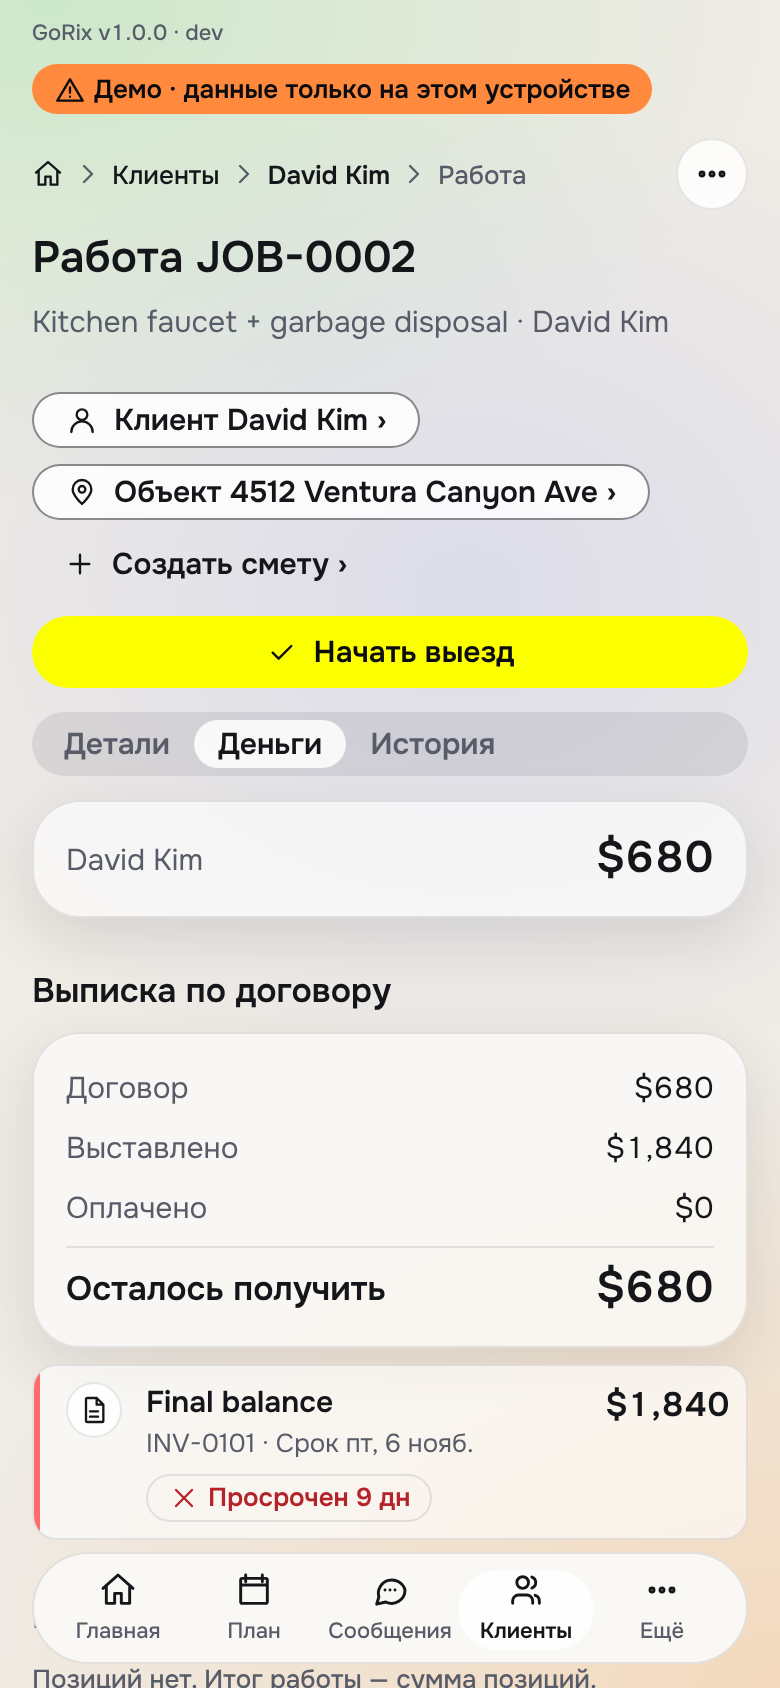 GoRix v1.0.0 · dev
Демо · данные только на этом устройстве
Клиенты > David Kim > Работа
Работа JOB-0002
Kitchen faucet + garbage disposal · David Kim
Клиент David Kim ›
Объект 4512 Ventura Canyon Ave ›
+ Создать смету ›
Начать выезд
Детали Деньги История
David Kim $680
Выписка по договору
Договор $680
Выставлено $1,840
Оплачено $0
Осталось получить $680
Final balance $1,840
INV-0101 · Срок пт, 6 нояб.
Просрочен 9 дн
Главная План Сообщения Клиенты Ещё
Позиций нет. Итог работы — сумма позиций.